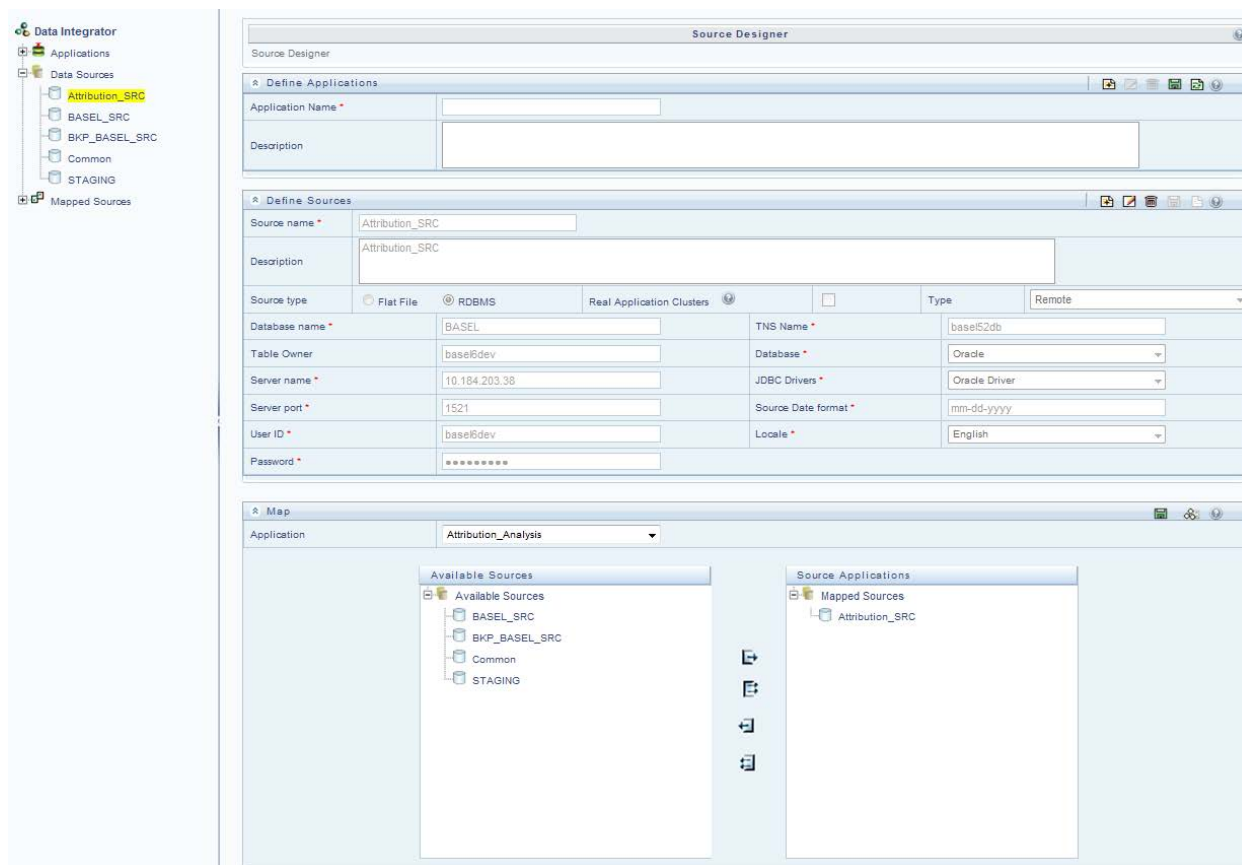 Data Integrator
Applications
Data Sources
Attribution_SRC
BASEL_SRC
BKP_BASEL_SRC
Common
STAGING
Mapped Sources
Source Designer
Source Designer
Define Applications
Application Name *
Description
Define Sources
Source name * Attribution_SRC
Description Attribution_SRC
Source type Flat File RDBMS Real Application Clusters Type Remote
Database name * BASEL TNS Name * basel52db
Table Owner basel6dev Database * Oracle
Server name * 10.184.203.38 JDBC Drivers * Oracle Driver
Server port * 1521 Source Date format * mm-dd-yyyy
User ID * basel6dev Locale * English
Password * •••••••••
Map
Application Attribution_Analysis
Available Sources
Available Sources
BASEL_SRC
BKP_BASEL_SRC
Common
STAGING
Source Applications
Mapped Sources
Attribution_SRC